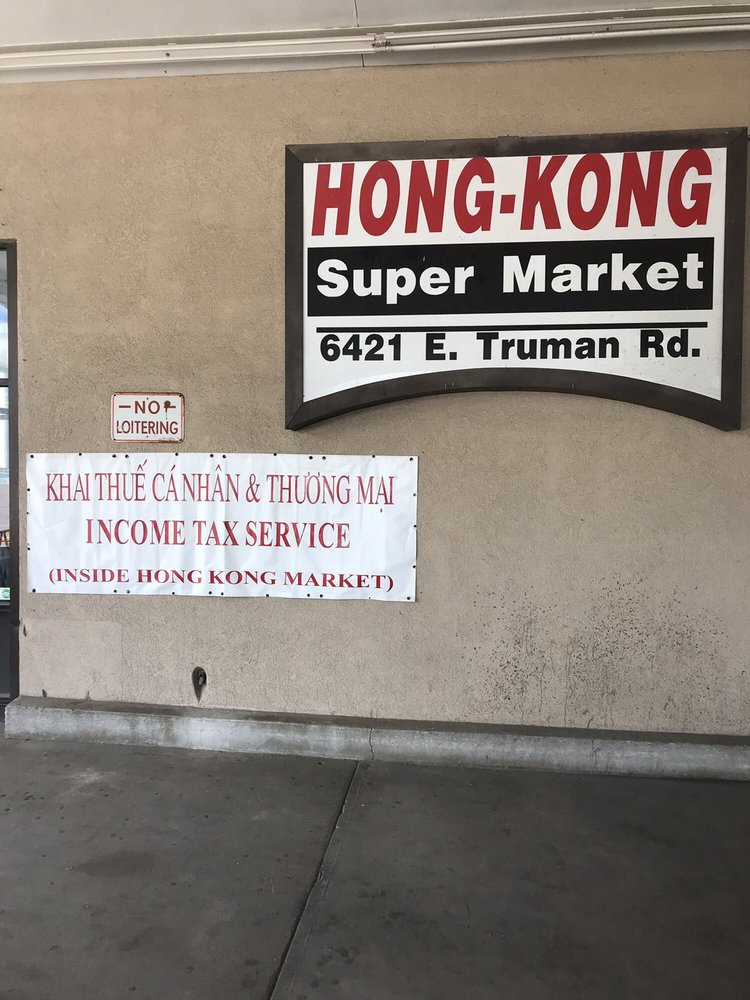 HONG-KONG
Super Market
6421 E. Truman Rd.
NO
LOITERING
KHAI THUẾ CÁ NHÂN & THƯƠNG MẠI
INCOME TAX SERVICE
(INSIDE HONG KONG MARKET)